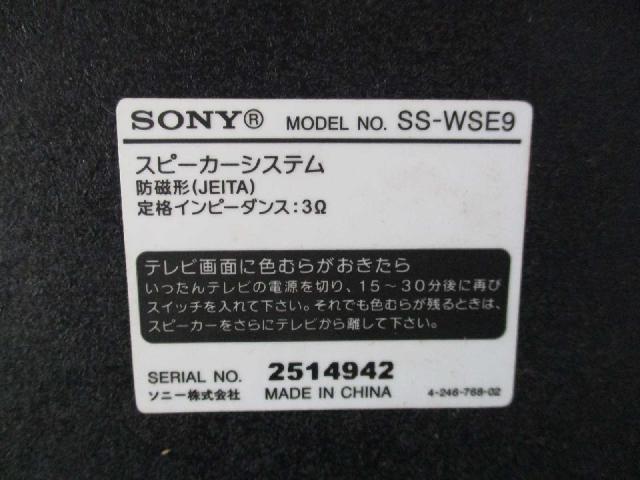 SONY® MODEL NO. SS-WSE9
スピーカーシステム
防磁形(JEITA)
定格インピーダンス:3Ω
テレビ画面に色むらがおきたら
いったんテレビの電源を切り、15～30分後に再び
スイッチを入れて下さい。それでも色むらが残るときは、
スピーカーをさらにテレビから離して下さい。
SERIAL NO. 2514942
ソニー株式会社 MADE IN CHINA 4-246-768-02